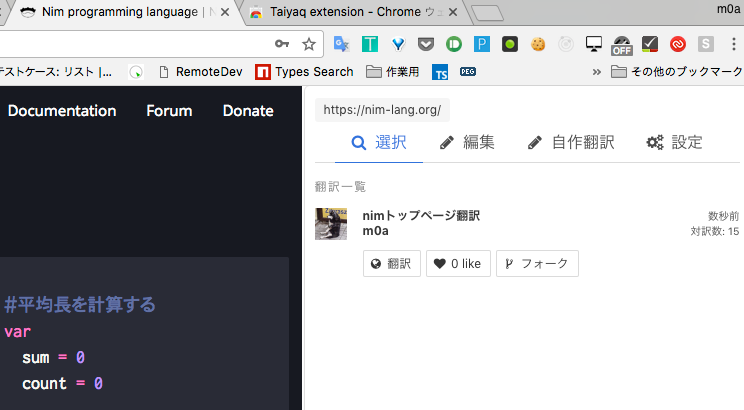 Nim programming language | N
Taiyaq extension - Chrome ウェ
m0a
OFF
テストケース: リスト |...
RemoteDev
Types Search
作業用
TS
PEG
»
その他のブックマーク
Documentation
Forum
Donate
https://nim-lang.org/
選択
編集
自作翻訳
設定
翻訳一覧
nimトップページ翻訳
数秒前
m0a
対訳数: 15
翻訳
0 like
フォーク
#平均長を計算する
var
sum = 0
count = 0